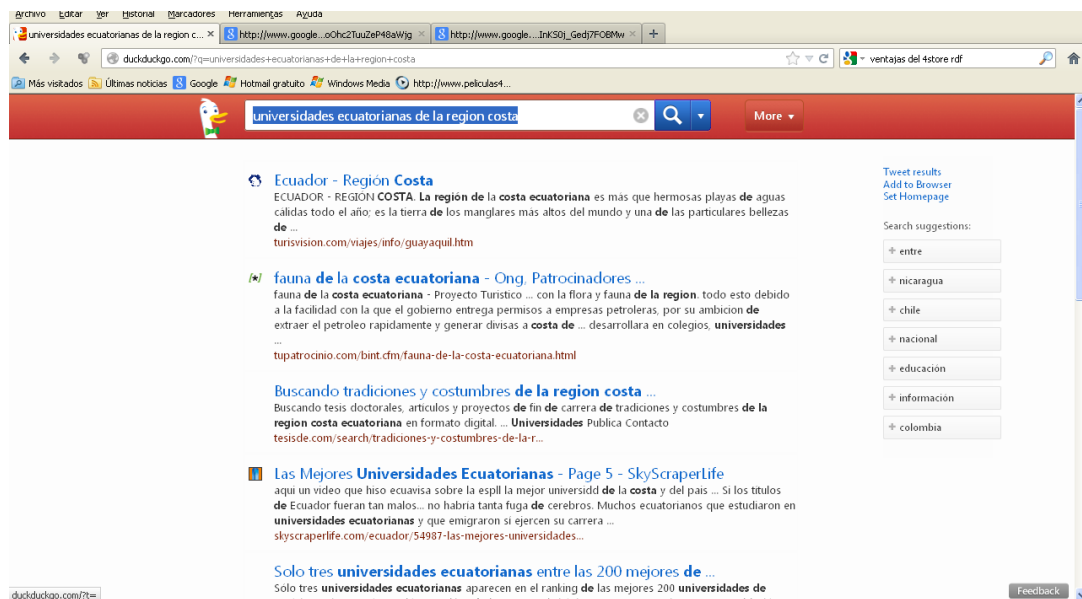 Archivo Editar Ver Historial Marcadores Herramientas Ayuda
universidades ecuatorianas de la region c... × http://www.google...oOhc2TuuZeP48aWjg × http://www.google....InKS0j_Gedj7FOBMw × +
duckduckgo.com/?q=universidades+ecuatorianas+de+la+region+costa
ventajas del 4store rdf
Más visitados Últimas noticias Google Hotmail gratuito Windows Media http://www.peliculas4...
universidades ecuatorianas de la region costa
More
Ecuador - Región Costa
ECUADOR - REGIÓN COSTA. La región de la costa ecuatoriana es más que hermosas playas de aguas
cálidas todo el año; es la tierra de los manglares más altos del mundo y una de las particulares bellezas
de ...
turisvision.com/viajes/info/guayaquil.htm
fauna de la costa ecuatoriana - Ong, Patrocinadores ...
fauna de la costa ecuatoriana - Proyecto Turistico ... con la flora y fauna de la region. todo esto debido
a la facilidad con la que el gobierno entrega permisos a empresas petroleras, por su ambicion de
extraer el petroleo rapidamente y generar divisas a costa de ... desarrollara en colegios, universidades
...
tupatrocinio.com/bint.cfm/fauna-de-la-costa-ecuatoriana.html
Buscando tradiciones y costumbres de la region costa ...
Buscando tesis doctorales, articulos y proyectos de fin de carrera de tradiciones y costumbres de la
region costa ecuatoriana en formato digital. ... Universidades Publica Contacto
tesisde.com/search/tradiciones-y-costumbres-de-la-r...
Las Mejores Universidades Ecuatorianas - Page 5 - SkyScraperLife
aqui un video que hiso ecuavisa sobre la espll la mejor universidd de la costa y del pais ... Si los titulos
de Ecuador fueran tan malos... no habria tanta fuga de cerebros. Muchos ecuatorianos que estudiaron en
universidades ecuatorianas y que emigraron si ejercen su carrera ...
skyscraperlife.com/ecuador/54987-las-mejores-universidades...
Solo tres universidades ecuatorianas entre las 200 mejores de ...
Sólo tres universidades ecuatorianas aparecen en el ranking de las mejores 200 universidades de
Tweet results
Add to Browser
Set Homepage
Search suggestions:
+ entre
+ nicaragua
+ chile
+ nacional
+ educación
+ información
+ colombia
Feedback
duckduckgo.com/?t=